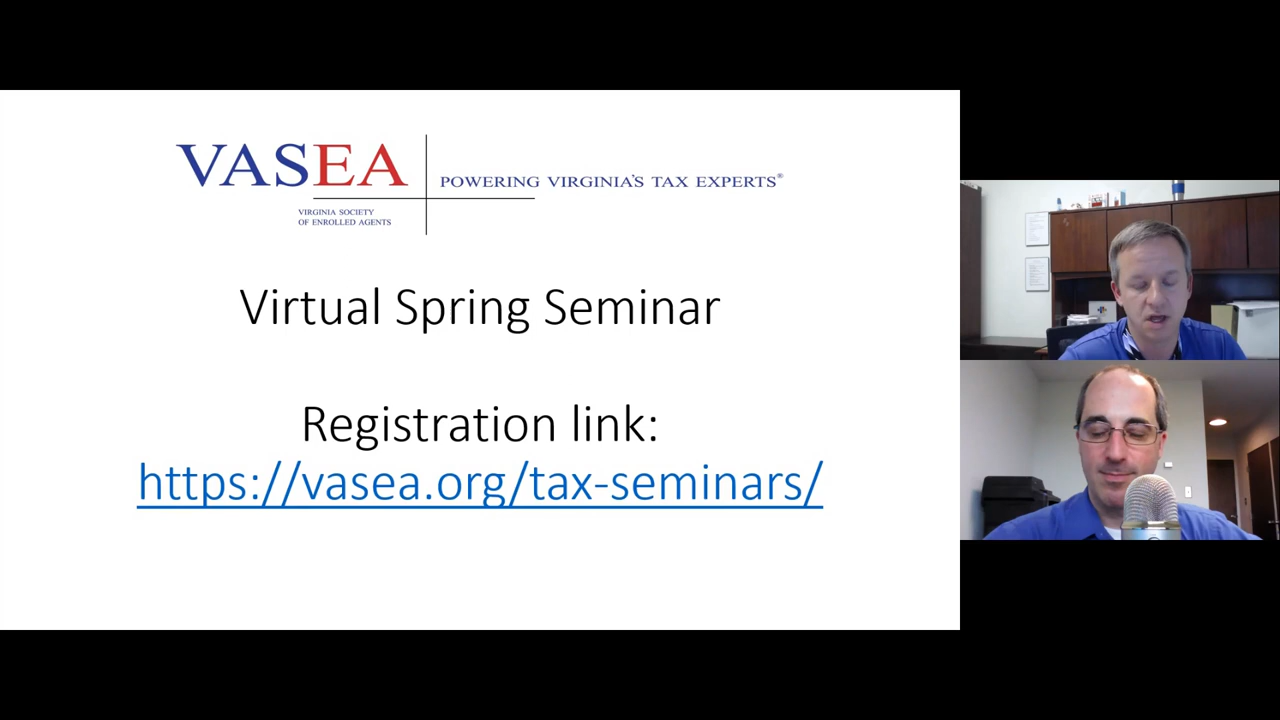 VASEA
POWERING VIRGINIA'S TAX EXPERTS®
VIRGINIA SOCIETY
OF ENROLLED AGENTS
Virtual Spring Seminar
Registration link:
https://vasea.org/tax-seminars/